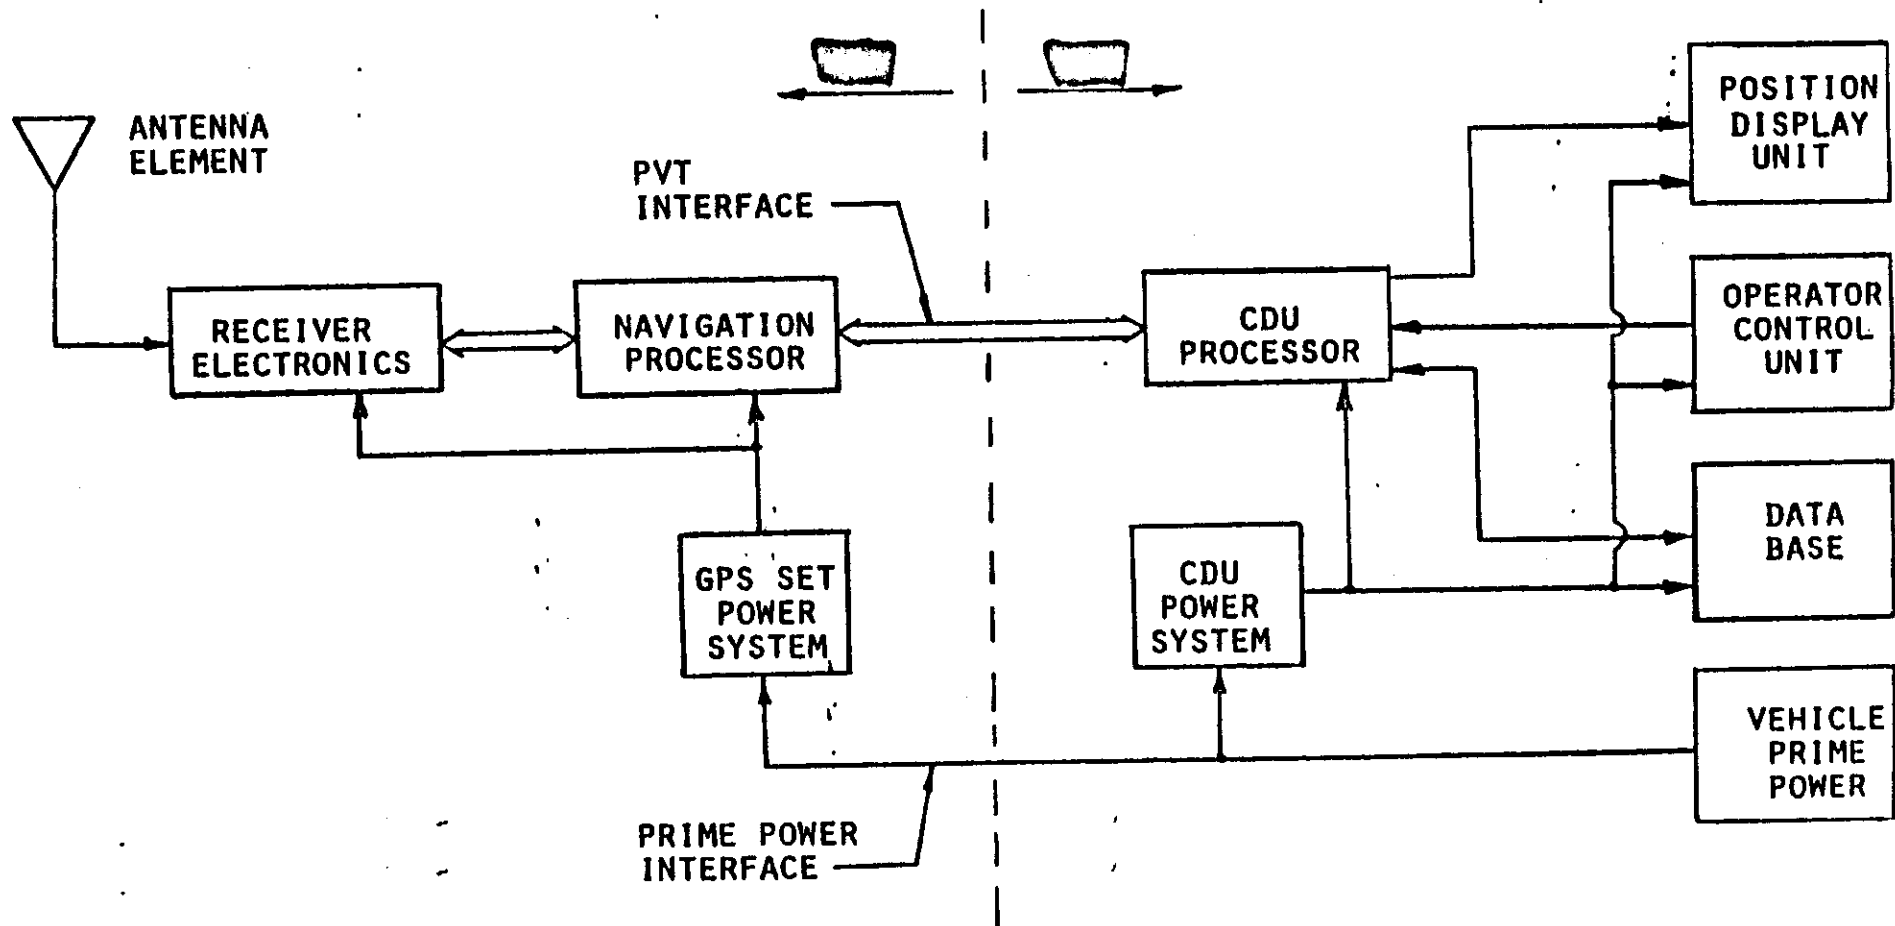 ANTENNA
ELEMENT
PVT
INTERFACE
POSITION
DISPLAY
UNIT
RECEIVER
ELECTRONICS
NAVIGATION
PROCESSOR
CDU
PROCESSOR
OPERATOR
CONTROL
UNIT
GPS SET
POWER
SYSTEM
CDU
POWER
SYSTEM
DATA
BASE
VEHICLE
PRIME
POWER
PRIME POWER
INTERFACE